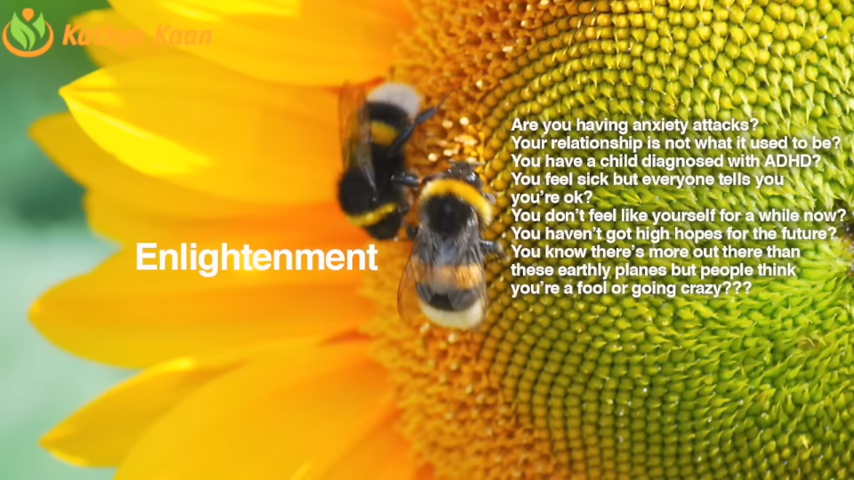 Enlightenment
Are you having anxiety attacks?
Your relationship is not what it used to be?
You have a child diagnosed with ADHD?
You feel sick but everyone tells you
you're ok?
You don't feel like yourself for a while now?
You haven't got high hopes for the future?
You know there's more out there than
these earthly planes but people think
you're a fool or going crazy???